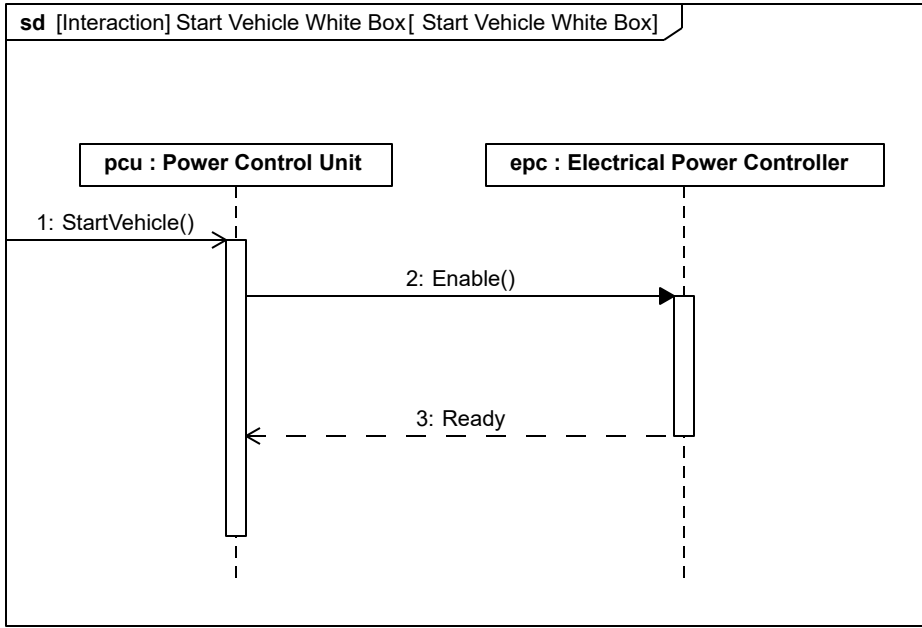 sd [Interaction] Start Vehicle White Box[ Start Vehicle White Box]
pcu : Power Control Unit
epc : Electrical Power Controller
1: StartVehicle()
2: Enable()
3: Ready